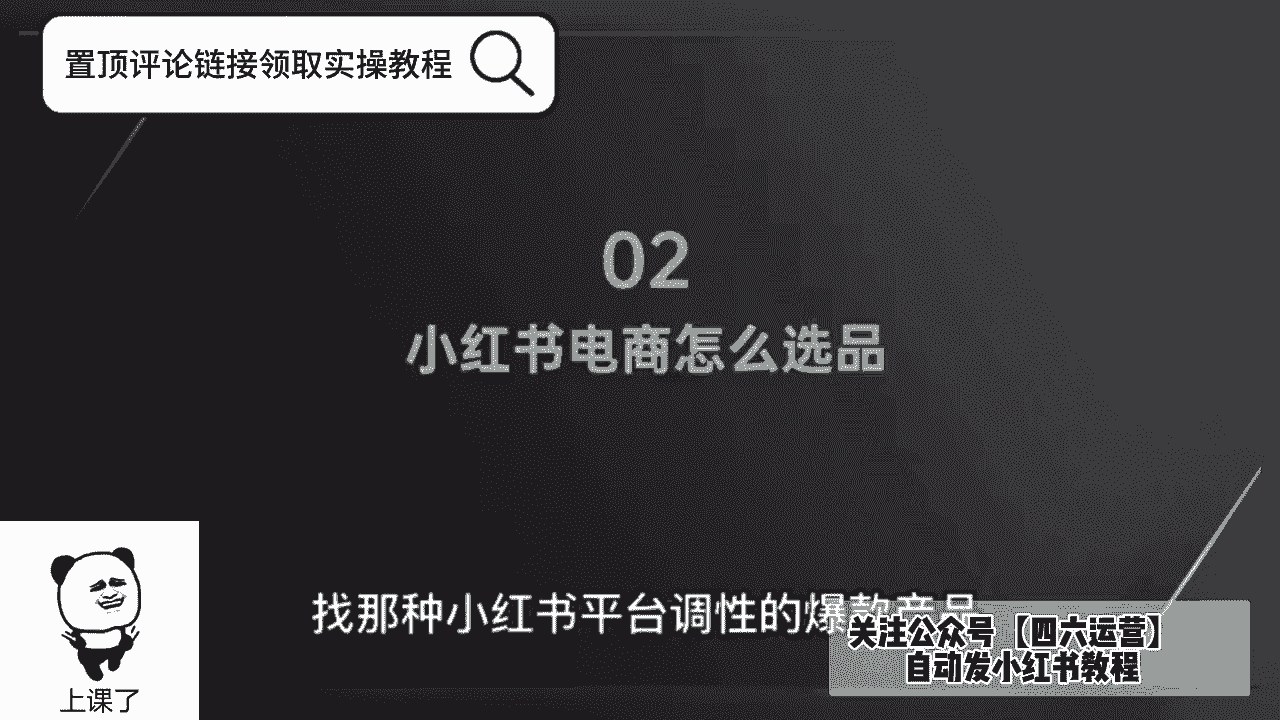 置顶评论链接领取实操教程
02
小红书电商怎么选品
找那种小红书平台调性的爆款产品
关注公众号【四六运营】
自动发小红书教程
上课了